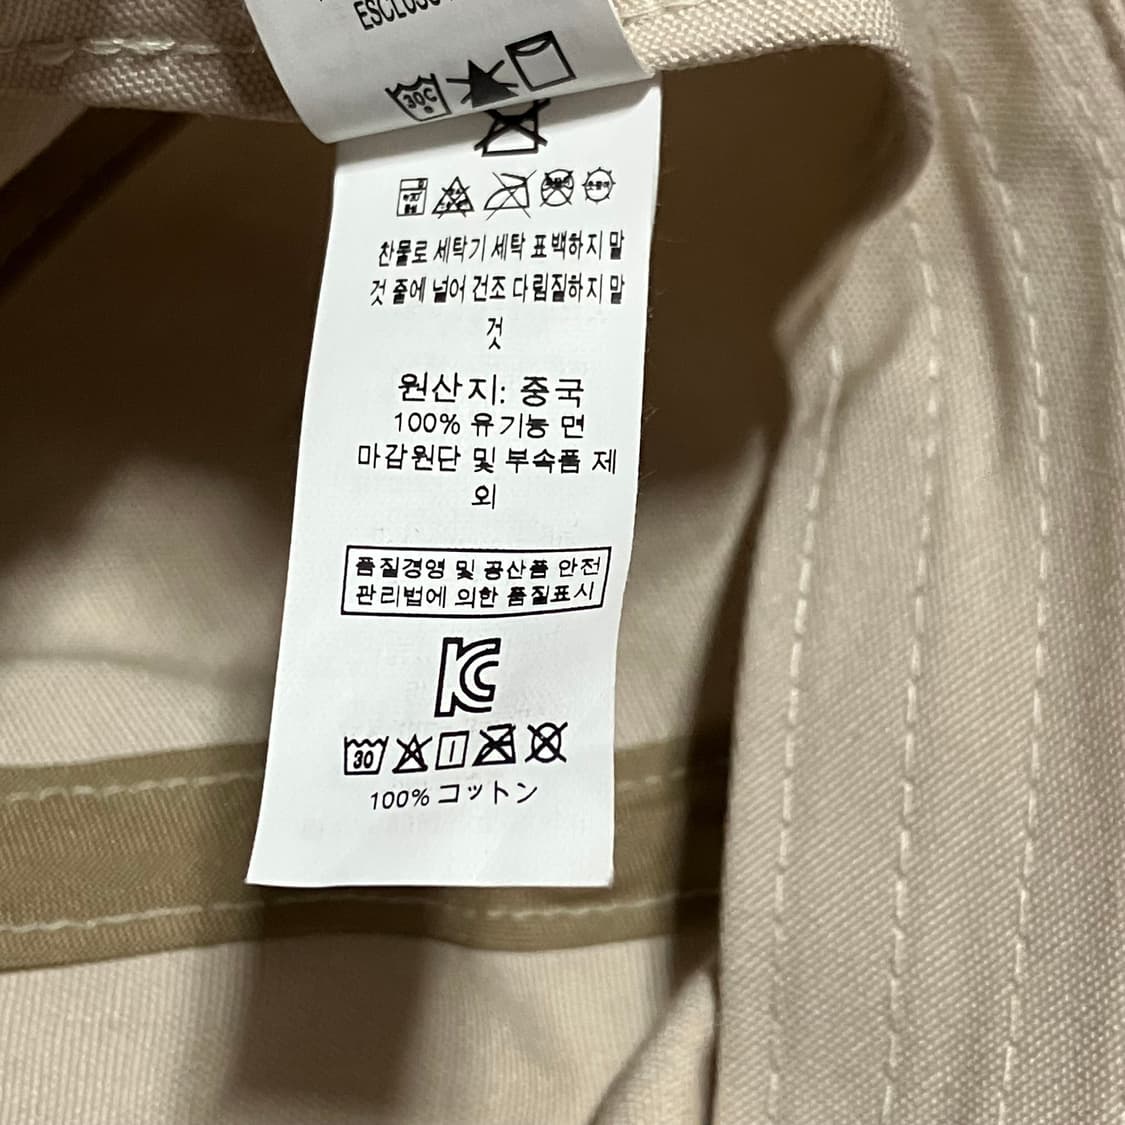 30C
찬물로 세탁기 세탁 표백하지 말
것 줄에 널어 건조 다림질하지 말
것
원산지: 중국
100% 유기농 면
마감원단 및 부속품 제
외
품질경영 및 공산품 안전
관리법에 의한 품질표시
KC
30
100% コットン